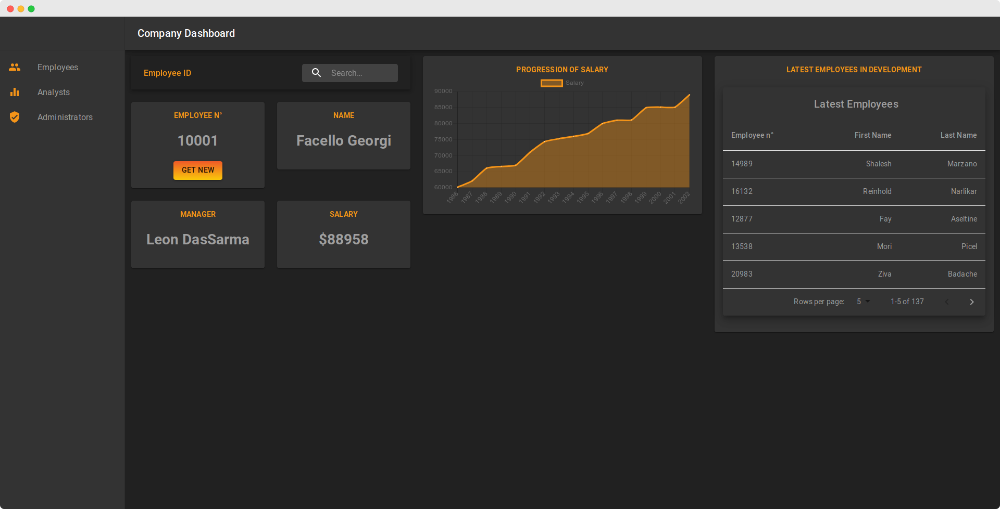 Company Dashboard
Employees
Analysts
Administrators
Employee ID
Search...
EMPLOYEE N°
10001
GET NEW
NAME
Facello Georgi
MANAGER
Leon DasSarma
SALARY
$88958
PROGRESSION OF SALARY
Salary
90000
85000
80000
75000
70000
65000
60000
1986 1987 1988 1989 1990 1991 1992 1993 1994 1995 1996 1997 1998 1999 2000 2001 2002
LATEST EMPLOYEES IN DEVELOPMENT
Latest Employees
Employee n° First Name Last Name
14989 Shalesh Marzano
16132 Reinhold Narlikar
12877 Fay Aseltine
13538 Mori Picel
20983 Ziva Badache
Rows per page: 5 1-5 of 137